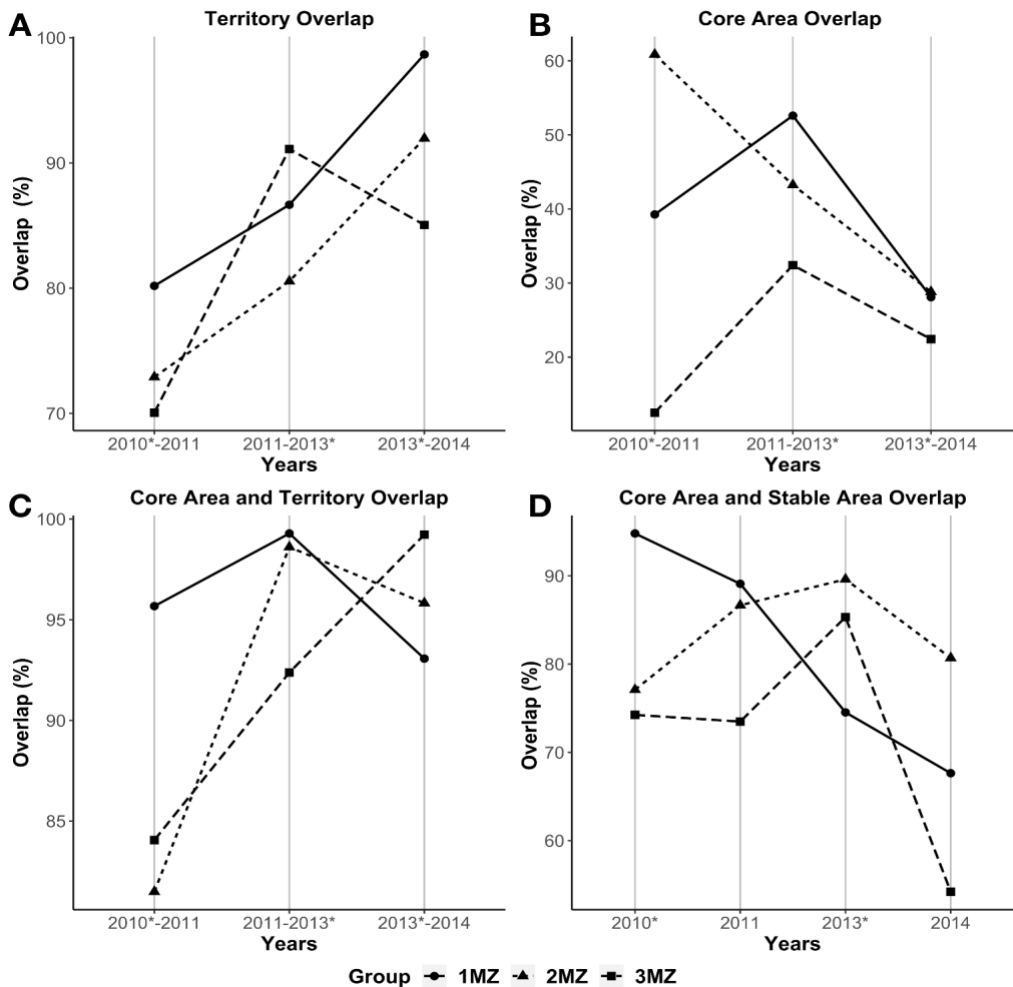 A
Territory Overlap
100
90
80
70
Overlap (%)
2010*-2011 2011-2013* 2013*-2014
Years
B
Core Area Overlap
60
50
40
30
20
Overlap (%)
2010*-2011 2011-2013* 2013*-2014
Years
C
Core Area and Territory Overlap
100
95
90
85
Overlap (%)
2010*-2011 2011-2013* 2013*-2014
Years
D
Core Area and Stable Area Overlap
90
80
70
60
Overlap (%)
2010* 2011 2013* 2014
Years
Group 1MZ 2MZ 3MZ